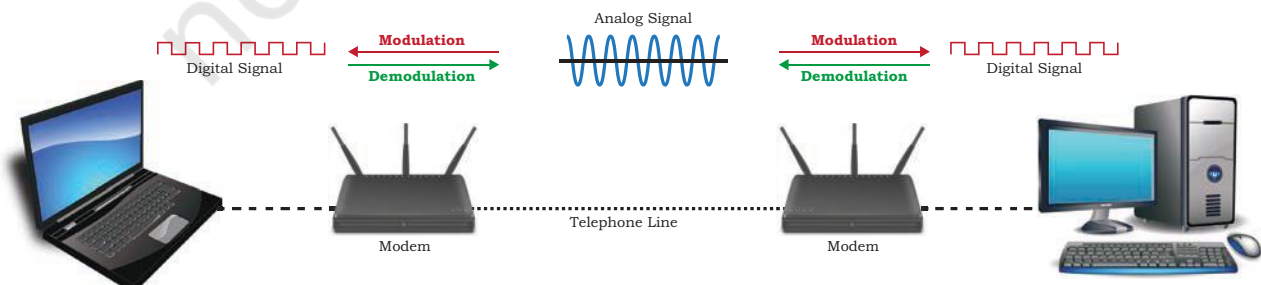 Analog Signal
Modulation
Demodulation
Digital Signal
Modulation
Demodulation
Digital Signal
Modem
Telephone Line
Modem